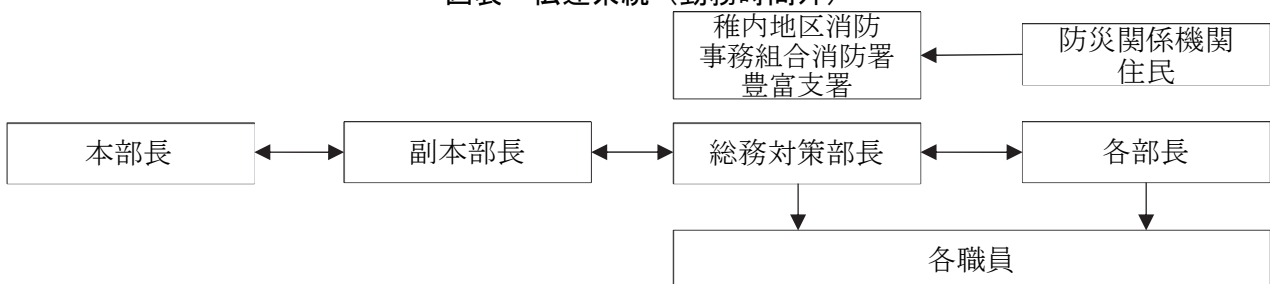 稚内地区消防
事務組合消防署
豊富支署
防災関係機関
住民
本部長
副本部長
総務対策部長
各部長
各職員